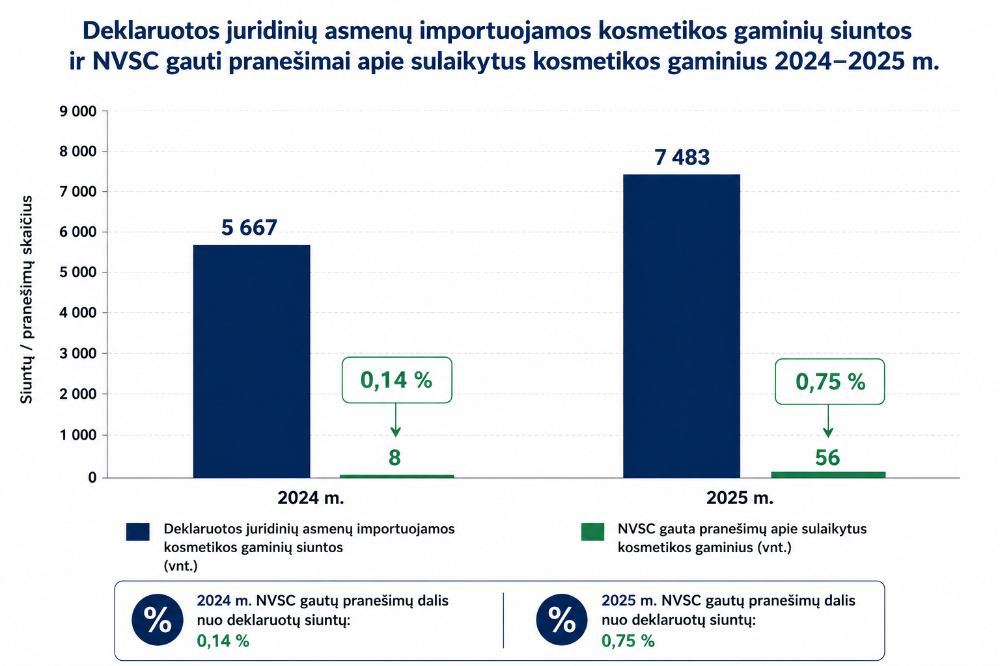 Deklaruotos juridinių asmenų importuojamos kosmetikos gaminių siuntos
ir NVSC gauti pranešimai apie sulaikytus kosmetikos gaminius 2024–2025 m.
Siuntų / pranešimų skaičius
9 000
8 000
7 000
6 000
5 000
4 000
3 000
2 000
1 000
0
5 667
0,14 %
8
7 483
0,75 %
56
2024 m.
2025 m.
Deklaruotos juridinių asmenų importuojamos
kosmetikos gaminių siuntos
(vnt.)
NVSC gauta pranešimų apie sulaikytus
kosmetikos gaminius (vnt.)
%
2024 m. NVSC gautų pranešimų dalis
nuo deklaruotų siuntų:
0,14 %
%
2025 m. NVSC gautų pranešimų dalis
nuo deklaruotų siuntų:
0,75 %